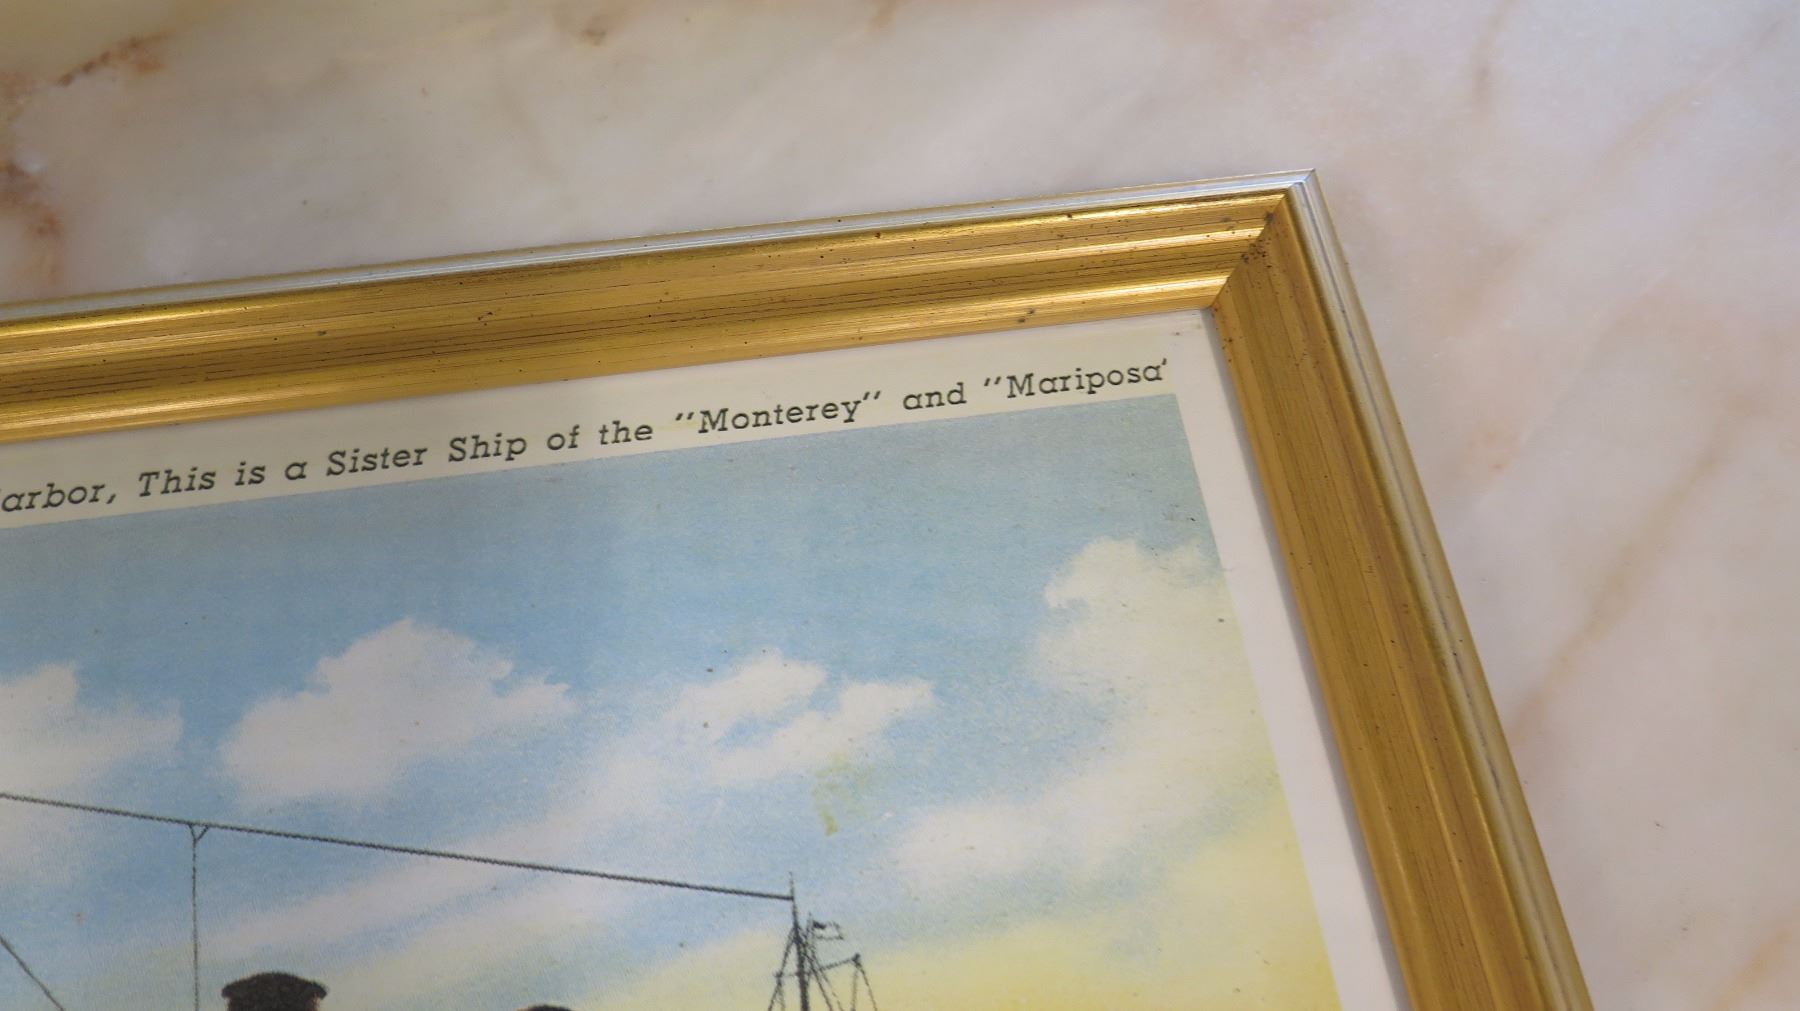 arbor, This is a Sister Ship of the "Monterey" and "Mariposa'